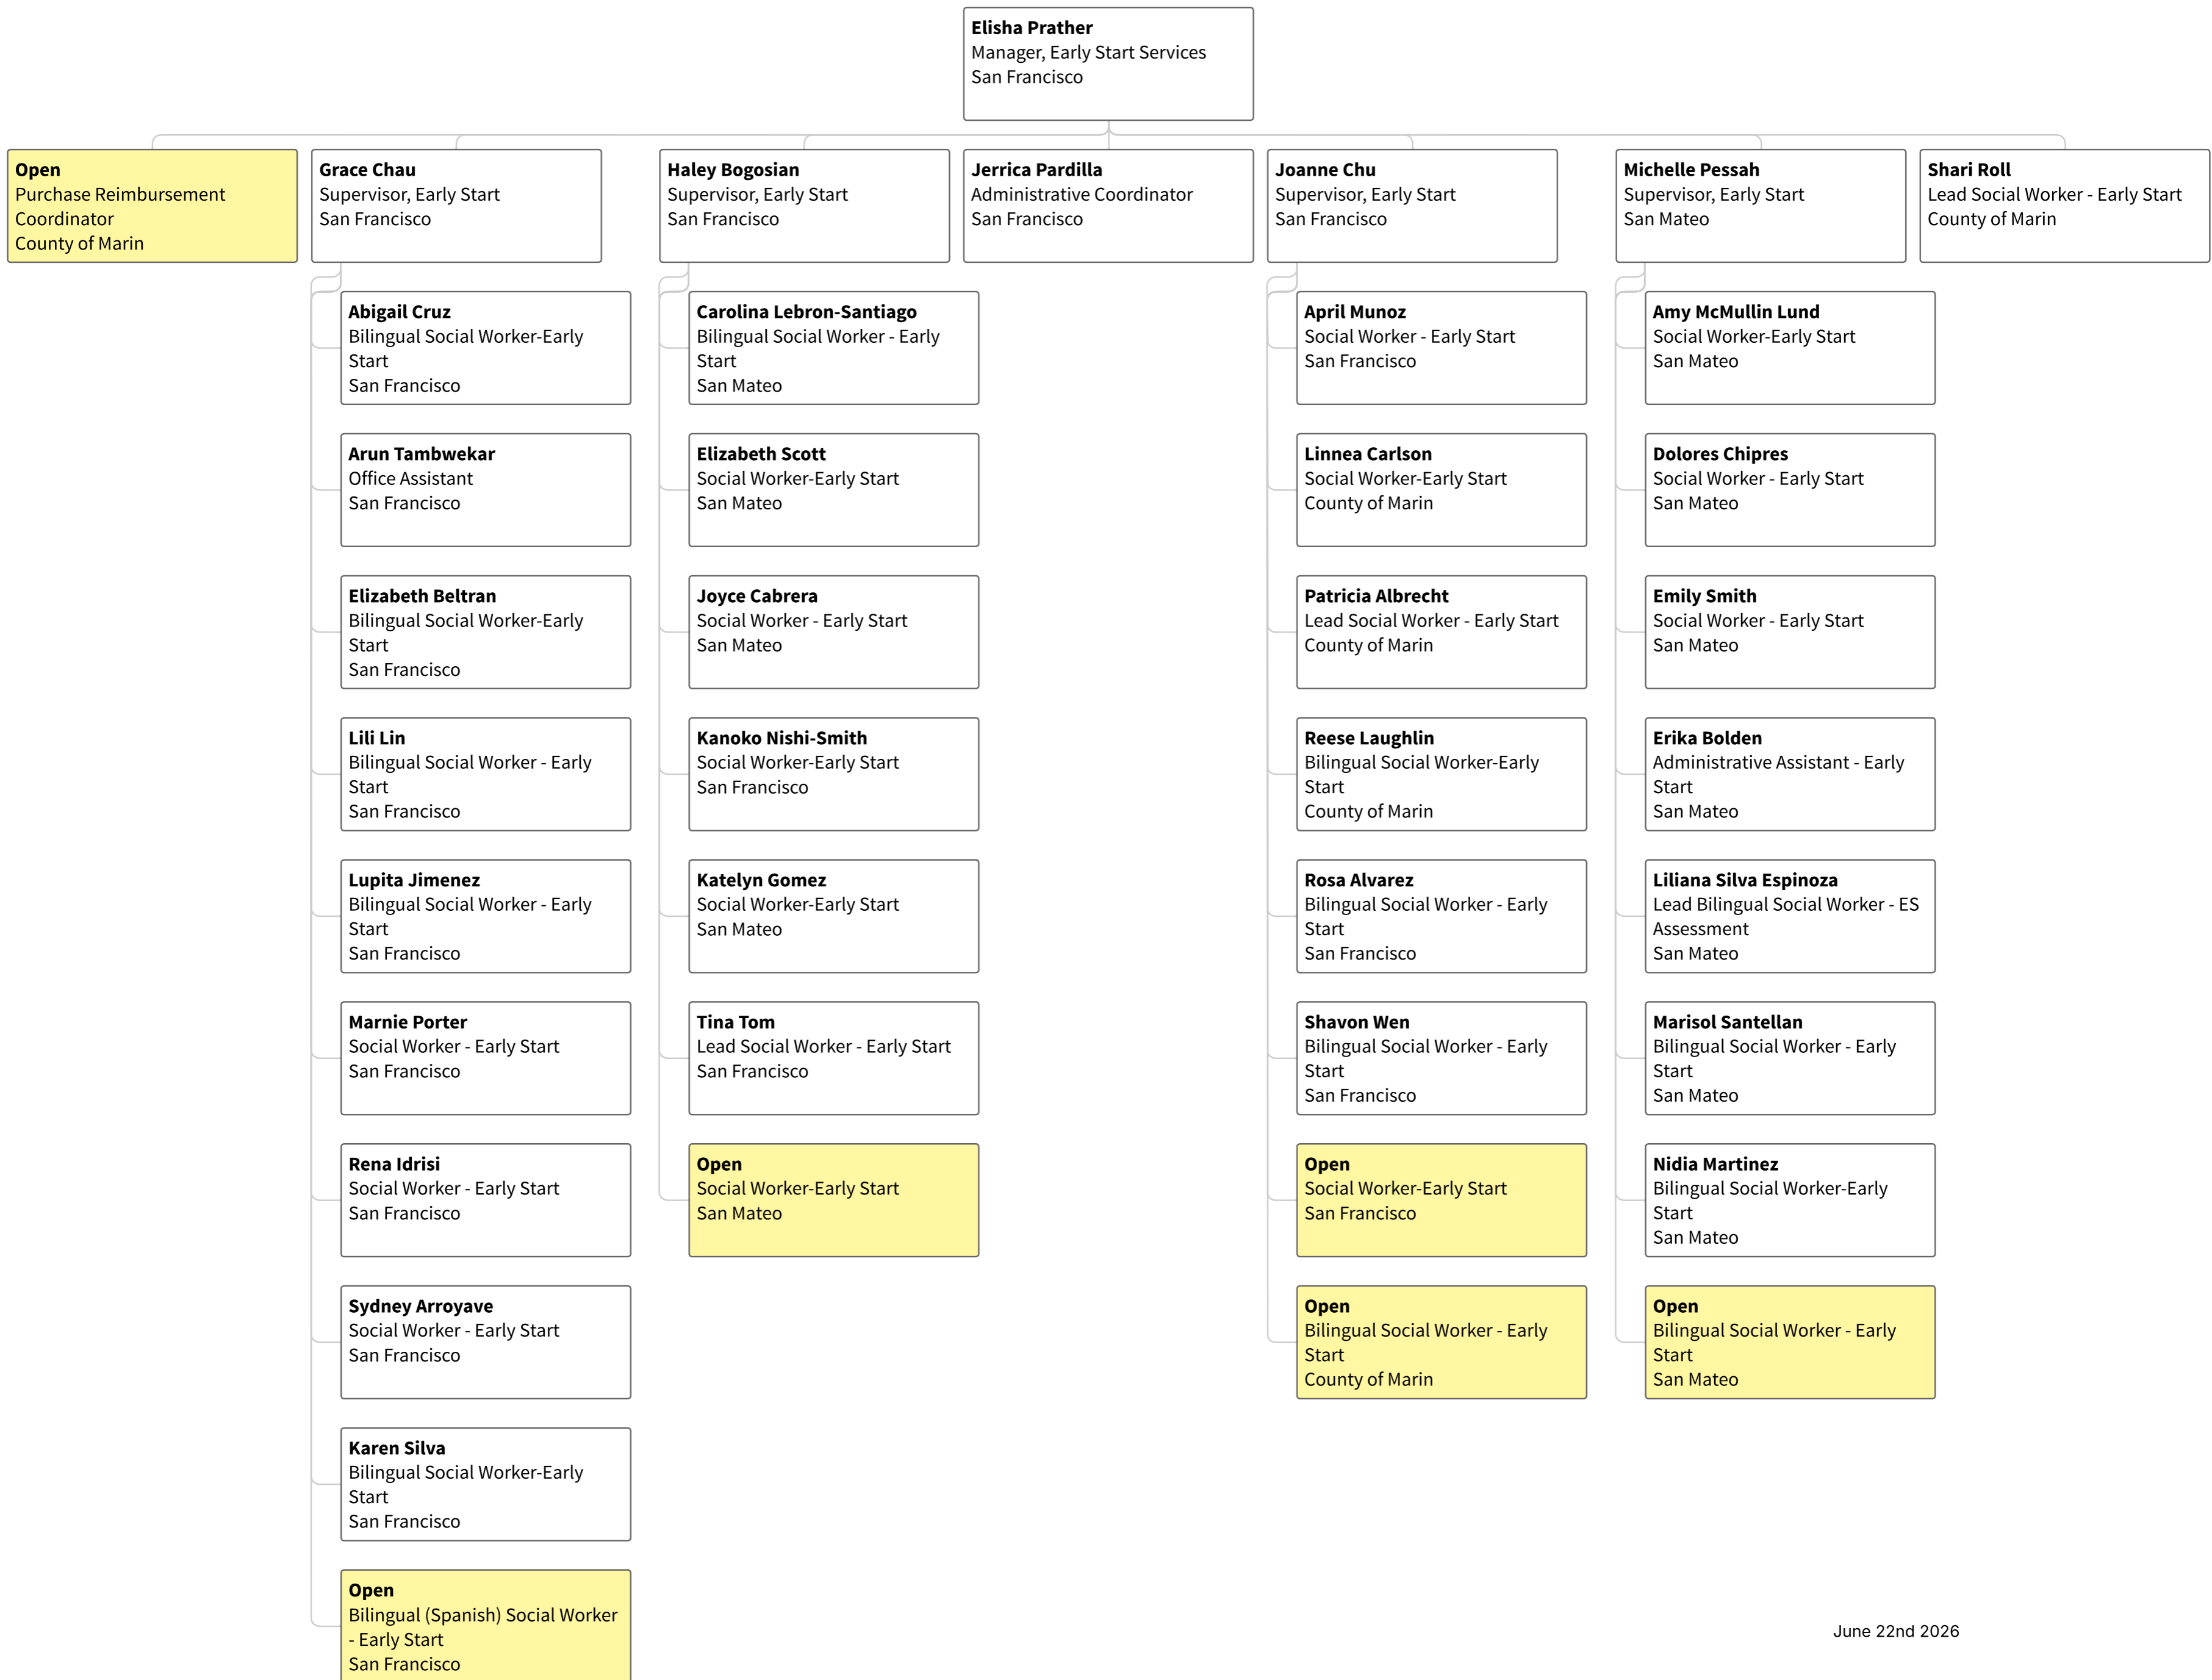 Elisha Prather
Manager, Early Start Services
San Francisco
Open
Purchase Reimbursement
Coordinator
County of Marin
Grace Chau
Supervisor, Early Start
San Francisco
Haley Bogosian
Supervisor, Early Start
San Francisco
Jerrica Pardilla
Administrative Coordinator
San Francisco
Joanne Chu
Supervisor, Early Start
San Francisco
Michelle Pessah
Supervisor, Early Start
San Mateo
Shari Roll
Lead Social Worker - Early Start
County of Marin
Abigail Cruz
Bilingual Social Worker-Early
Start
San Francisco
Arun Tambwekar
Office Assistant
San Francisco
Elizabeth Beltran
Bilingual Social Worker-Early
Start
San Francisco
Lili Lin
Bilingual Social Worker - Early
Start
San Francisco
Lupita Jimenez
Bilingual Social Worker - Early
Start
San Francisco
Marnie Porter
Social Worker - Early Start
San Francisco
Rena Idrisi
Social Worker - Early Start
San Francisco
Sydney Arroyave
Social Worker - Early Start
San Francisco
Karen Silva
Bilingual Social Worker-Early
Start
San Francisco
Open
Bilingual (Spanish) Social Worker
- Early Start
San Francisco
Carolina Lebron-Santiago
Bilingual Social Worker - Early
Start
San Mateo
Elizabeth Scott
Social Worker-Early Start
San Mateo
Joyce Cabrera
Social Worker - Early Start
San Mateo
Kanoko Nishi-Smith
Social Worker-Early Start
San Francisco
Katelyn Gomez
Social Worker-Early Start
San Mateo
Tina Tom
Lead Social Worker - Early Start
San Francisco
Open
Social Worker-Early Start
San Mateo
April Munoz
Social Worker - Early Start
San Francisco
Linnea Carlson
Social Worker-Early Start
County of Marin
Patricia Albrecht
Lead Social Worker - Early Start
County of Marin
Reese Laughlin
Bilingual Social Worker-Early
Start
County of Marin
Rosa Alvarez
Bilingual Social Worker - Early
Start
San Francisco
Shavon Wen
Bilingual Social Worker - Early
Start
San Francisco
Open
Social Worker-Early Start
San Francisco
Open
Bilingual Social Worker - Early
Start
County of Marin
Amy McMullin Lund
Social Worker-Early Start
San Mateo
Dolores Chipres
Social Worker - Early Start
San Mateo
Emily Smith
Social Worker - Early Start
San Mateo
Erika Bolden
Administrative Assistant - Early
Start
San Mateo
Liliana Silva Espinoza
Lead Bilingual Social Worker - ES
Assessment
San Mateo
Marisol Santellan
Bilingual Social Worker - Early
Start
San Mateo
Nidia Martinez
Bilingual Social Worker-Early
Start
San Mateo
Open
Bilingual Social Worker - Early
Start
San Mateo
June 22nd 2026